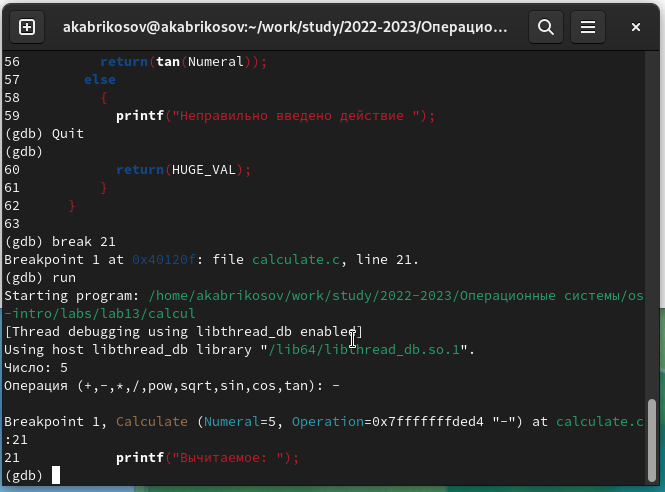 akabrikosov@akabrikosov:~/work/study/2022-2023/Операцио...
56          return(tan(Numeral));
57        else
58          {
59            printf("Неправильно введено действие ");
(gdb) Quit
(gdb)
60            return(HUGE_VAL);
61          }
62      }
63
(gdb) break 21
Breakpoint 1 at 0x40120f: file calculate.c, line 21.
(gdb) run
Starting program: /home/akabrikosov/work/study/2022-2023/Операционные системы/os
-intro/labs/lab13/calcul
[Thread debugging using libthread_db enabled]
Using host libthread_db library "/lib64/libthread_db.so.1".
Число: 5
Операция (+,-,*,/,pow,sqrt,sin,cos,tan): -
Breakpoint 1, Calculate (Numeral=5, Operation=0x7fffffffded4 "-") at calculate.c
:21
21            printf("Вычитаемое: ");
(gdb)